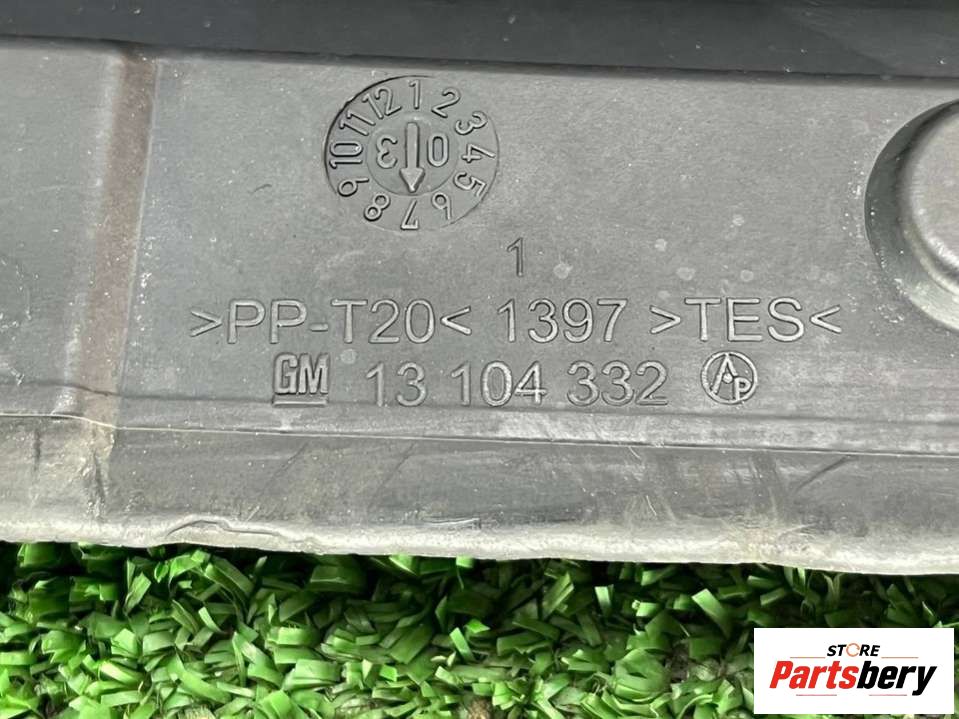 12 1 2 3 4 5 6 7 8 9 10 11
0 3
1
>PP-T20< 1397 >TES<
GM 13 104 332 AP
STORE
Partsbery